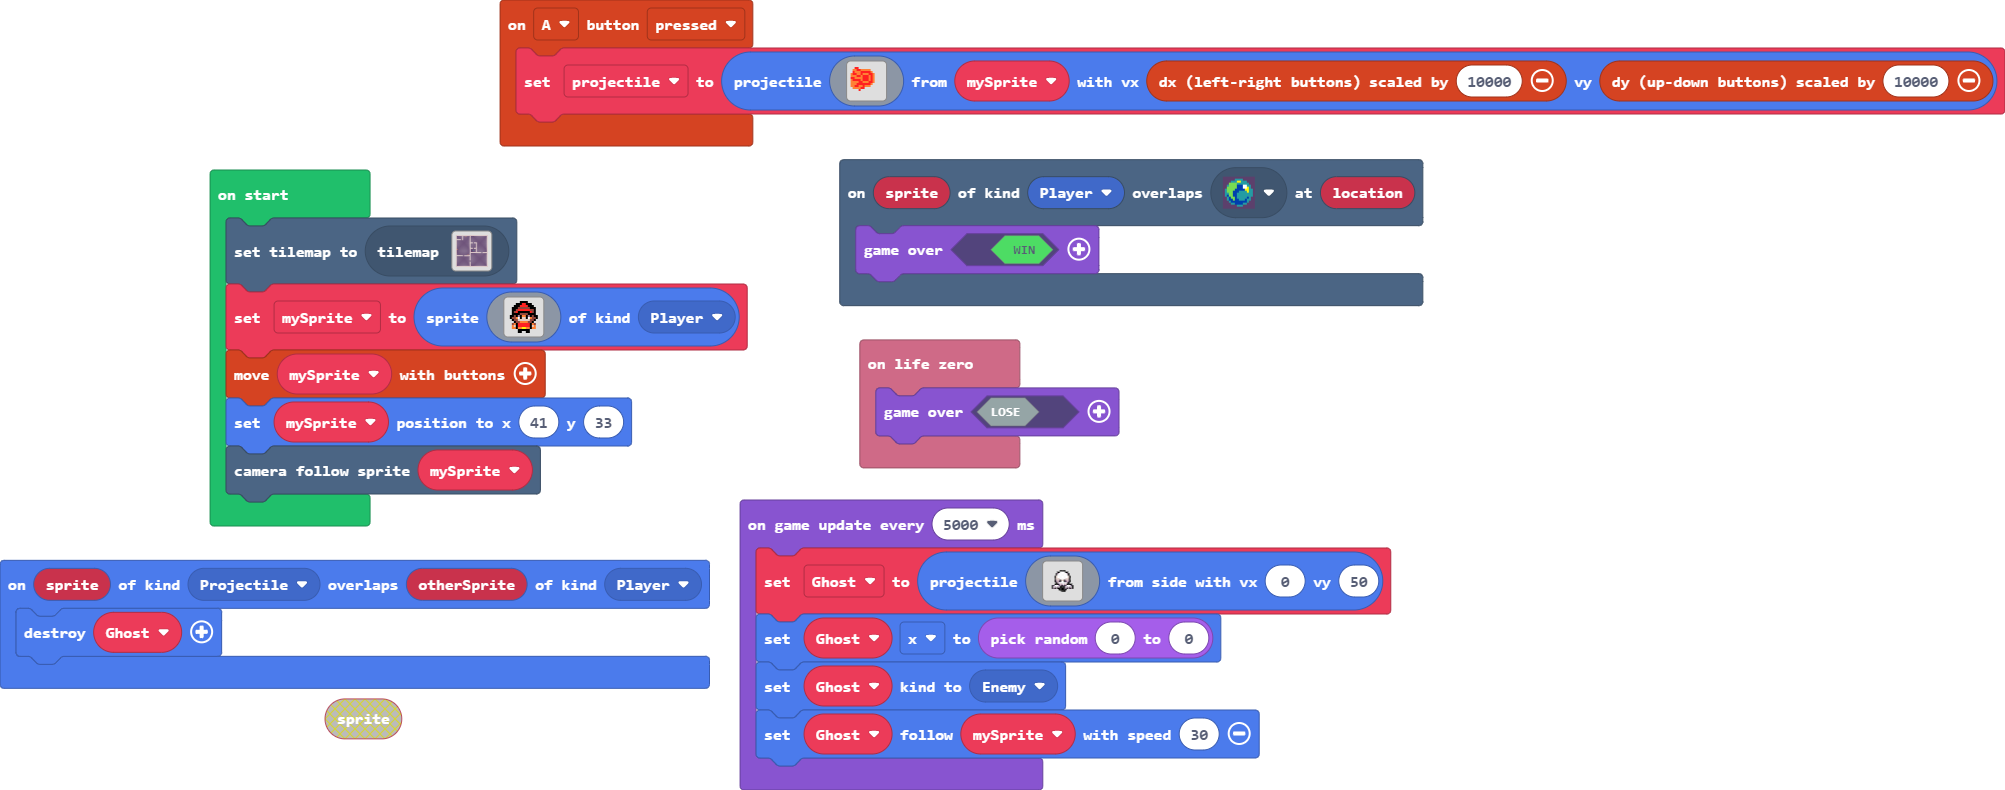 on A button pressed
set projectile to projectile from mySprite with vx dx (left-right buttons) scaled by 10000 vy dy (up-down buttons) scaled by 10000
on start
set tilemap to tilemap
set mySprite to sprite of kind Player
move mySprite with buttons
set mySprite position to x 41 y 33
camera follow sprite mySprite
on sprite of kind Player overlaps at location
game over WIN
on life zero
game over LOSE
on game update every 5000 ms
set Ghost to projectile from side with vx 0 vy 50
set Ghost x to pick random 0 to 0
set Ghost kind to Enemy
set Ghost follow mySprite with speed 30
on sprite of kind Projectile overlaps otherSprite of kind Player
destroy Ghost
sprite